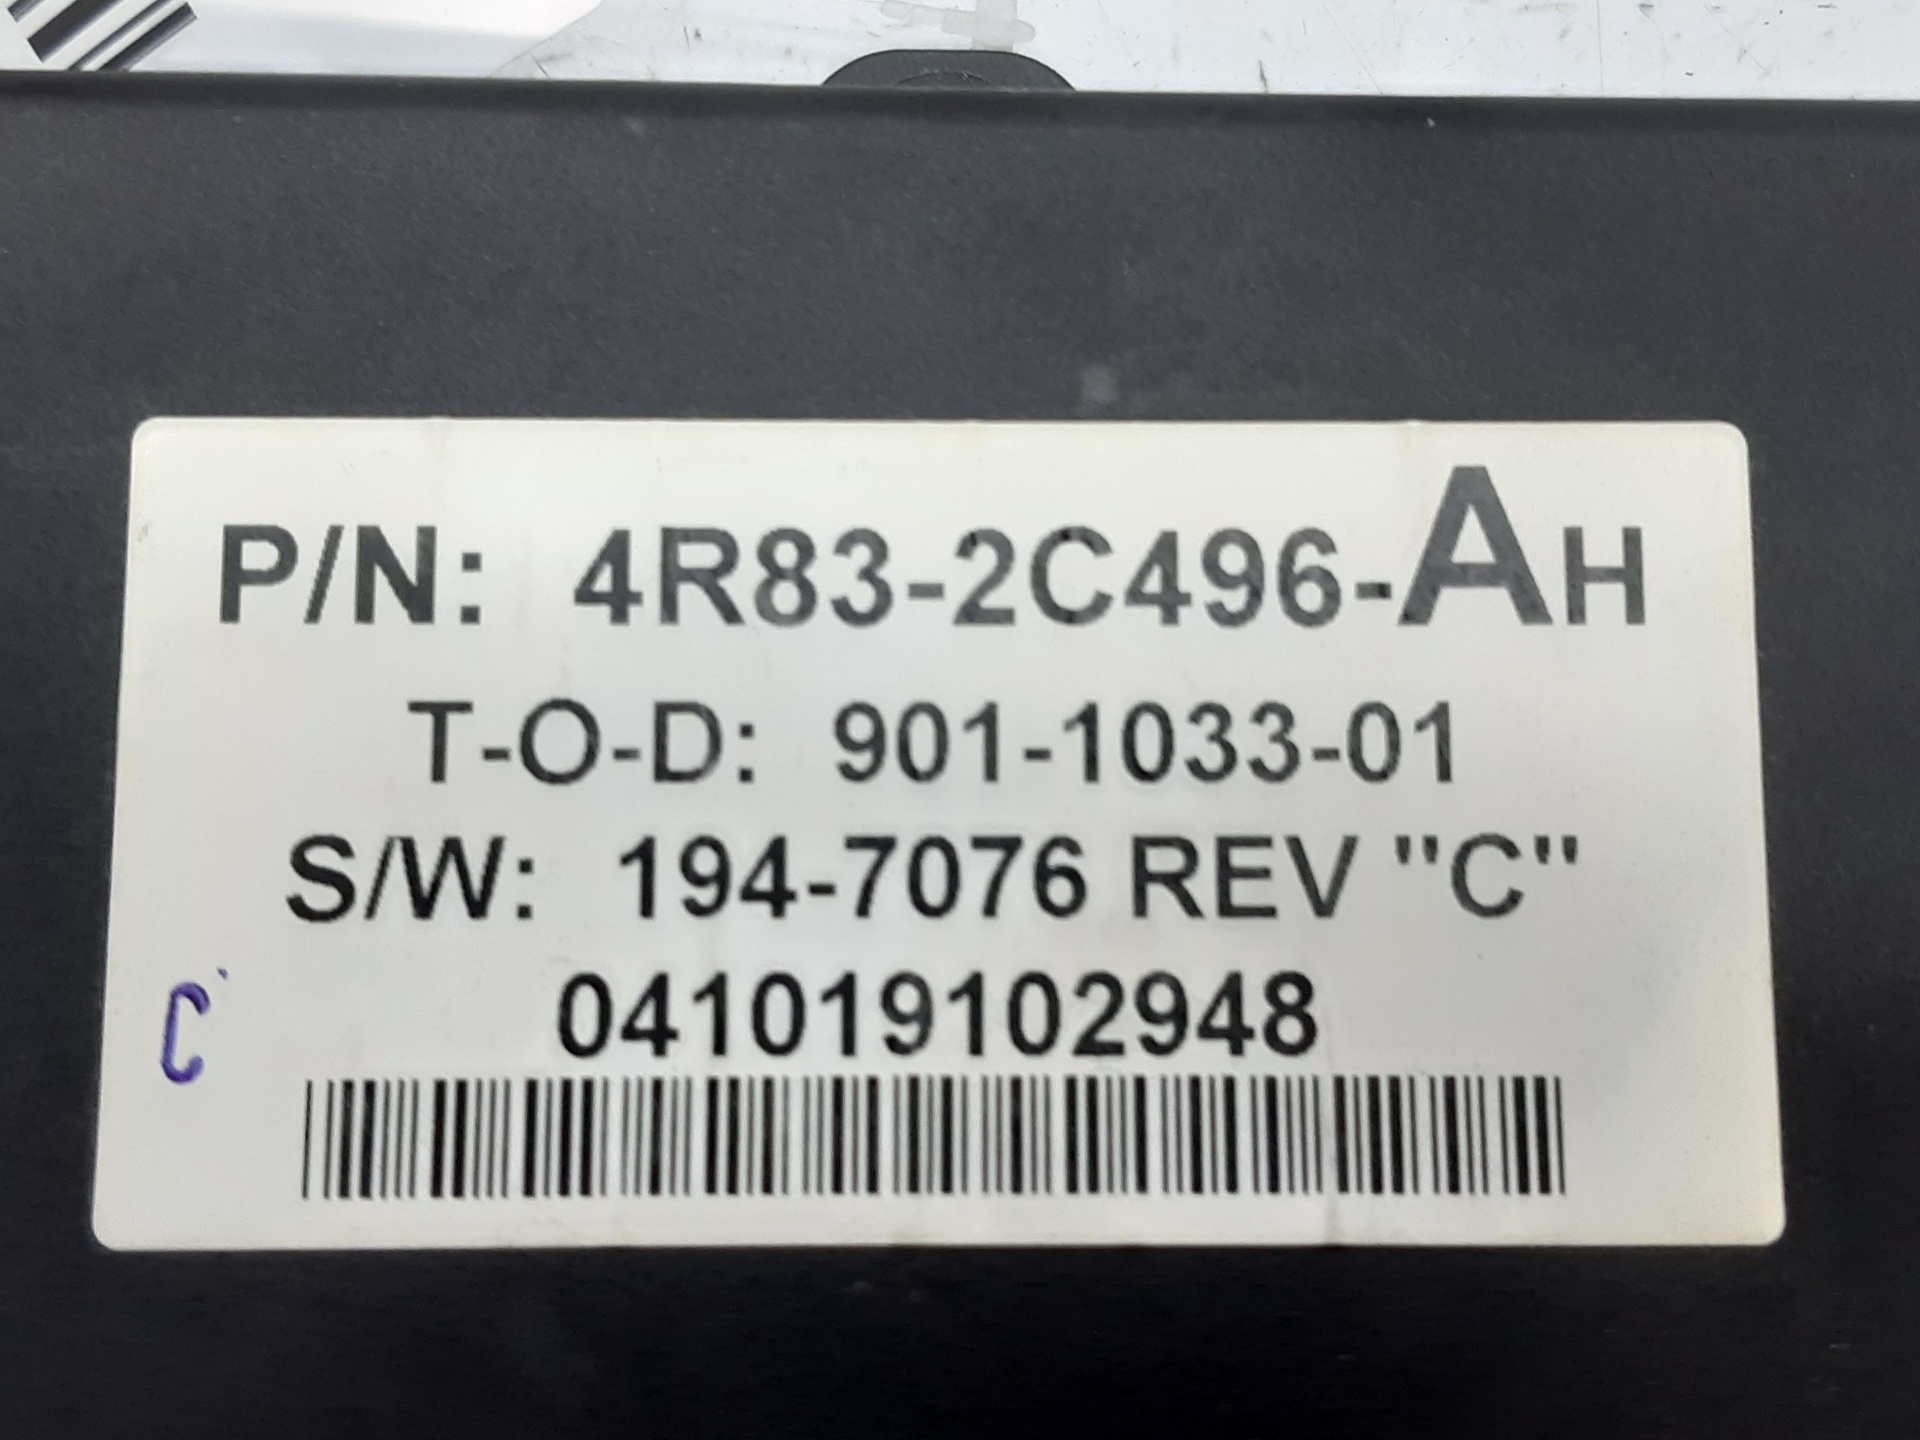 P/N: 4R83-2C496-AH
T-O-D: 901-1033-01
S/W: 194-7076 REV "C"
041019102948
C